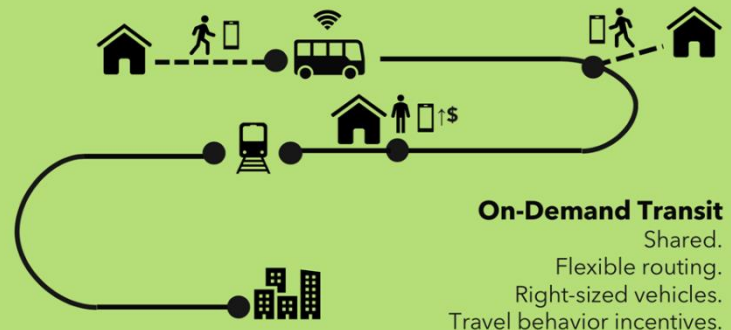 ↑$
On-Demand Transit
Shared.
Flexible routing.
Right-sized vehicles.
Travel behavior incentives.